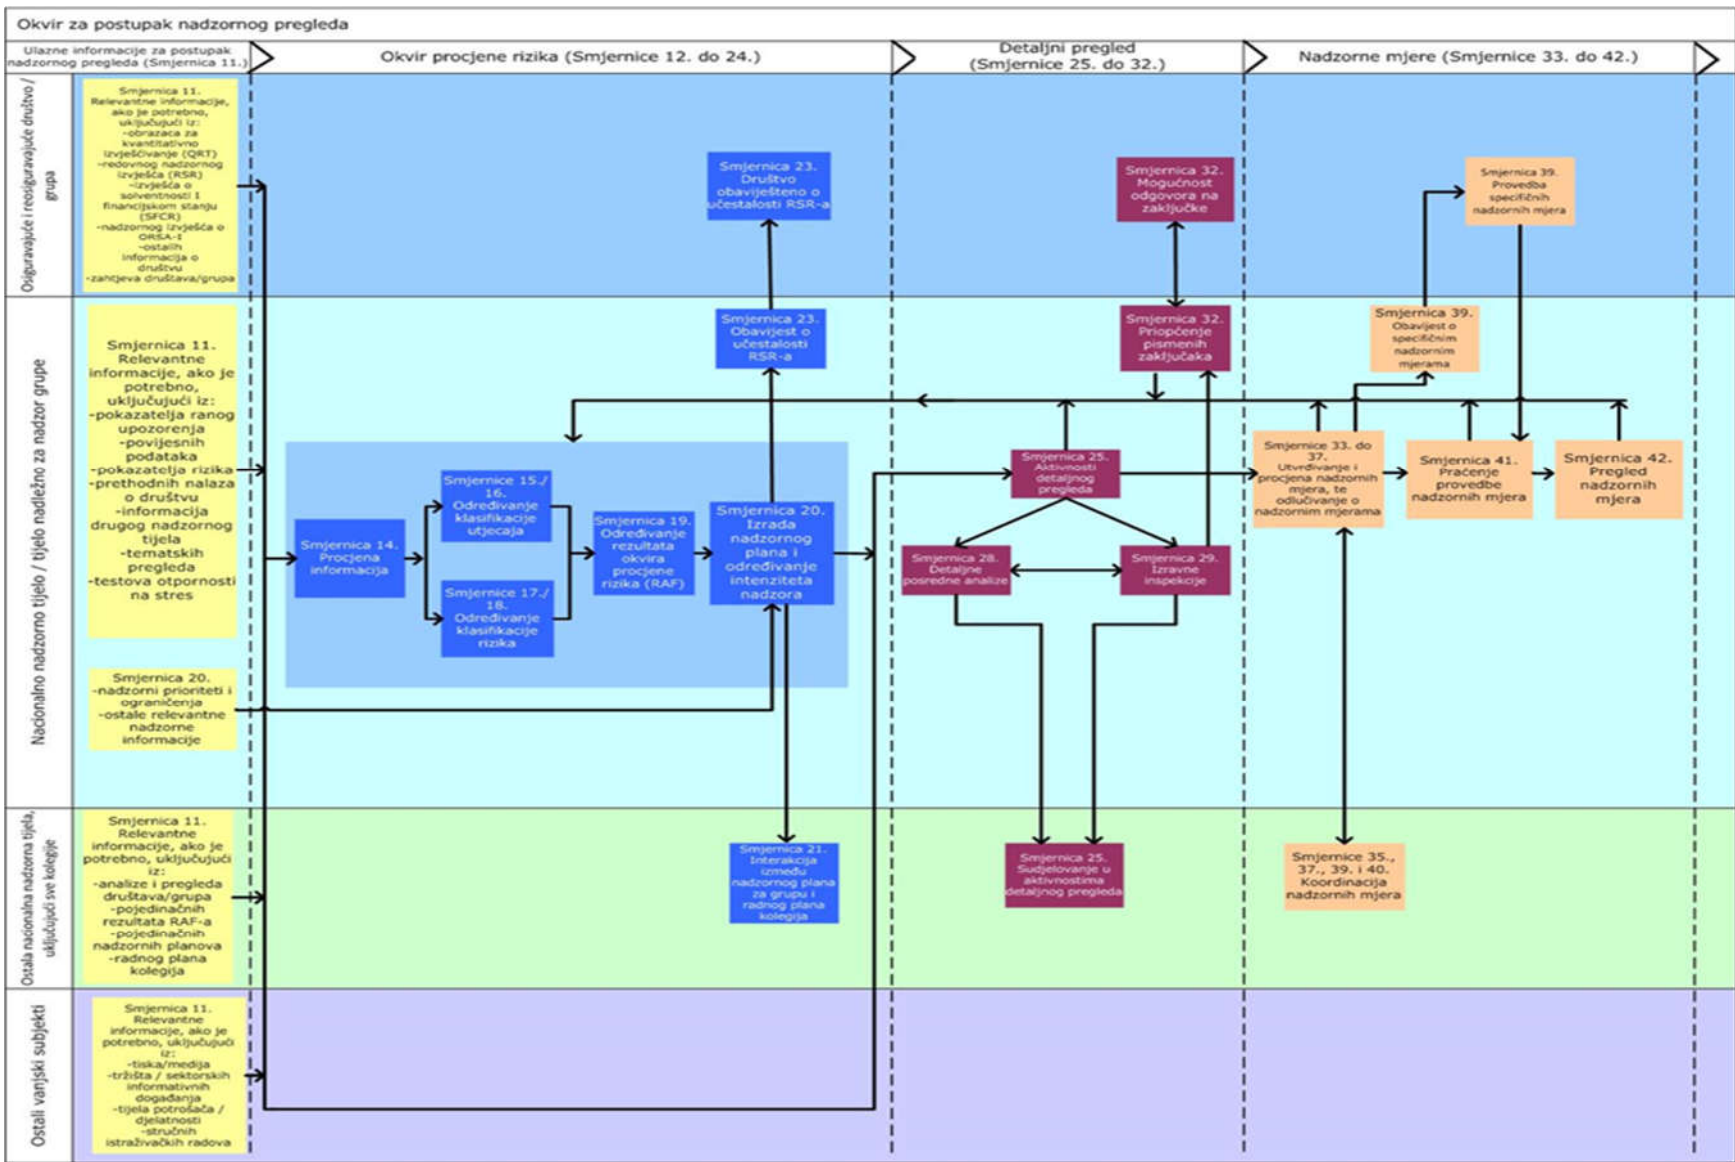 Okvir za postupak nadzornog pregleda
Ulazne informacije za postupak
nadzornog pregleda (Smjernica 11.)
Okvir procjene rizika (Smjernice 12. do 24.)
Detaljni pregled
(Smjernice 25. do 32.)
Nadzorne mjere (Smjernice 33. do 42.)
Osiguravajuće i reosiguravajuće društvo /
grupa
Smjernica 11.
Relevantne informacije,
ako je potrebno,
uključujući iz:
-obrazaca za
kvantitativno
izvješćivanje (QRT)
-redovnog nadzornog
izvješća (RSR)
-izvješća o
solventnosti i
financijskom stanju
(SFCR)
-nadzornog izvješća o
ORSA-i
-ostalih
informacija o
društvu
-zahtjeva društava/grupa
Smjernica 23.
Društvo
obaviješteno o
učestalosti RSR-a
Smjernica 32.
Mogućnost
odgovora na
zaključke
Smjernica 39.
Provedba
specifičnih
nadzornih mjera
Nacionalno nadzorno tijelo / tijelo nadležno za nadzor grupe
Smjernica 11.
Relevantne
informacije, ako je
potrebno,
uključujući iz:
-pokazatelja ranog
upozorenja
-povijesnih
podataka
-pokazatelja rizika
-prethodnih nalaza
o društvu
-informacija
drugog nadzornog
tijela
-tematskih
pregleda
-testova otpornosti
na stres
Smjernica 20.
-nadzorni prioriteti i
ograničenja
-ostale relevantne
nadzorne
informacije
Smjernica 23.
Obavijest o
učestalosti
RSR-a
Smjernica 14.
Procjena
informacija
Smjernice 15./
16.
Određivanje
klasifikacije
utjecaja
Smjernice 17./
18.
Određivanje
klasifikacije
rizika
Smjernica 19.
Određivanje
rezultata
okvira
procjene
rizika (RAF)
Smjernica 20.
Izrada
nadzornog
plana i
određivanje
intenziteta
nadzora
Smjernica 32.
Priopćenje
pismenih
zaključaka
Smjernica 25.
Aktivnosti
detaljnog
pregleda
Smjernica 28.
Detaljne
posredne analize
Smjernica 29.
Izravne
inspekcije
Smjernica 39.
Obavijest o
specifičnim
nadzornim
mjerama
Smjernice 33. do
37.
Utvrđivanje i
procjena nadzornih
mjera, te
odlučivanje o
nadzornim mjerama
Smjernica 41.
Praćenje
provedbe
nadzornih mjera
Smjernica 42.
Pregled
nadzornih
mjera
Ostala nacionalna nadzorna tijela,
uključujući sve kolegije
Smjernica 11.
Relevantne
informacije, ako je
potrebno, uključujući
iz:
-analize i pregleda
društava/grupa
-pojedinačnih
rezultata RAF-a
-pojedinačnih
nadzornih planova
-radnog plana
kolegija
Smjernica 21.
Interakcija
između
nadzornog plana
za grupu i
radnog plana
kolegija
Smjernica 25.
Sudjelovanje u
aktivnostima
detaljnog pregleda
Smjernice 35.,
37., 39. i 40.
Koordinacija
nadzornih mjera
Ostali vanjski subjekti
Smjernica 11.
Relevantne
informacije, ako je
potrebno, uključujući
iz:
-tiska/medija
-tržišta / sektorskih
informativnih
događanja
-tijela potrošača /
djelatnosti
-stručnih
istraživačkih radova